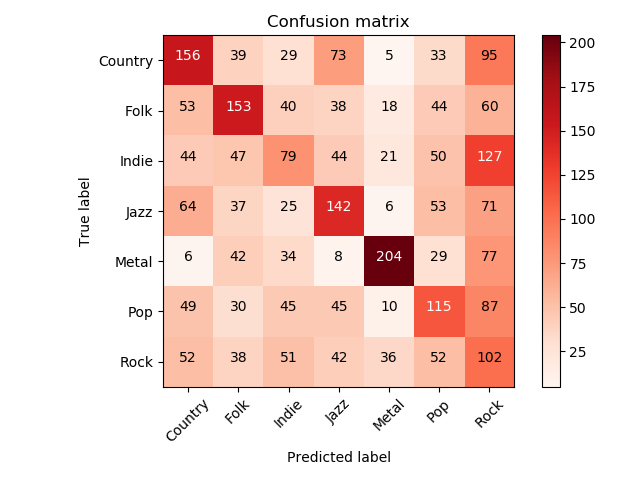 Confusion matrix
True label
Country 156 39 29 73 5 33 95
Folk 53 153 40 38 18 44 60
Indie 44 47 79 44 21 50 127
Jazz 64 37 25 142 6 53 71
Metal 6 42 34 8 204 29 77
Pop 49 30 45 45 10 115 87
Rock 52 38 51 42 36 52 102
Country Folk Indie Jazz Metal Pop Rock
Predicted label
200
175
150
125
100
75
50
25